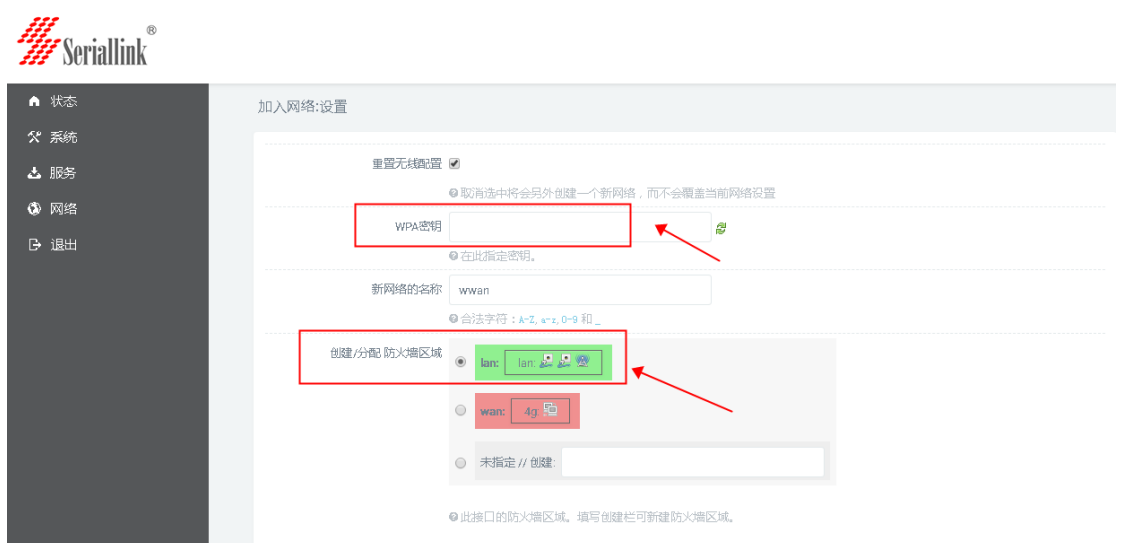 Seriallink®
状态
系统
服务
网络
退出
加入网络:设置
重置无线配置
取消选中将会另外创建一个新网络，而不会覆盖当前网络设置
WPA密钥
在此指定密钥。
新网络的名称 wwan
合法字符：A-Z, a-z, 0-9 和 _
创建/分配 防火墙区域 lan: lan:
wan: 4g:
未指定 // 创建:
此接口的防火墙区域。填写创建栏可新建防火墙区域。